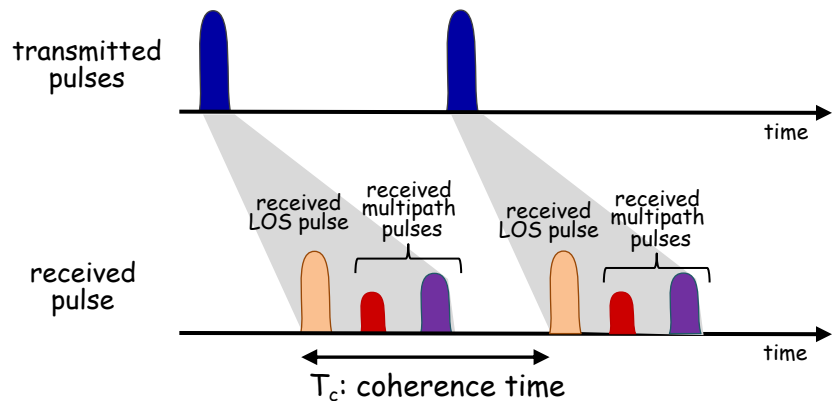 transmitted
pulses
time
received
LOS pulse
received
multipath
pulses
received
LOS pulse
received
multipath
pulses
received
pulse
time
T_c: coherence time